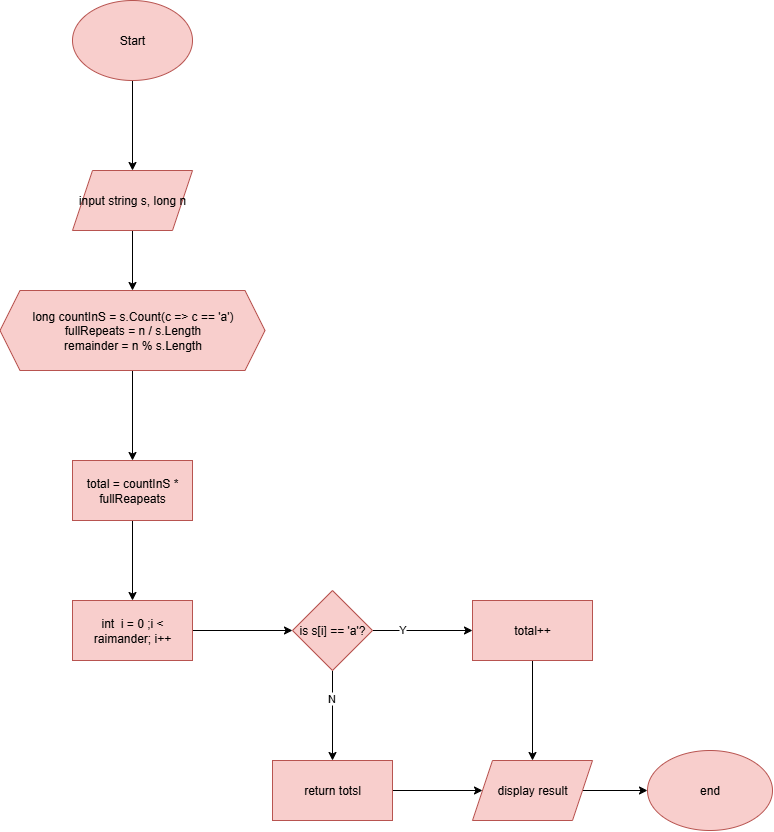 Start
input string s, long n
long countInS = s.Count(c => c == 'a')
fullRepeats = n / s.Length
remainder = n % s.Length
total = countInS *
fullReapeats
int  i = 0 ;i <
raimander; i++
is s[i] == 'a'?
Y
total++
N
return totsl
display result
end